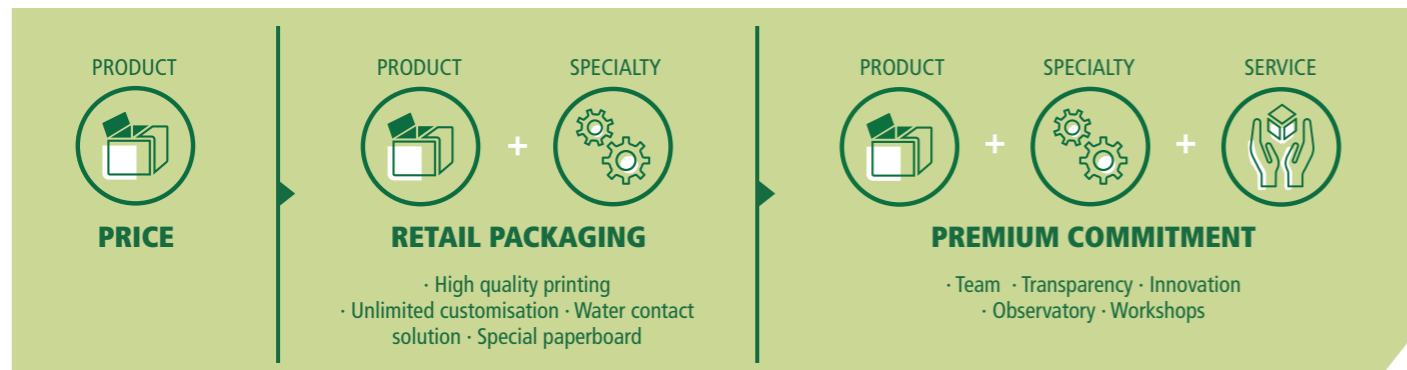 PRODUCT
PRICE
PRODUCT
SPECIALTY
+
RETAIL PACKAGING
· High quality printing
· Unlimited customisation · Water contact
solution · Special paperboard
PRODUCT
SPECIALTY
SERVICE
+
+
PREMIUM COMMITMENT
· Team · Transparency · Innovation
· Observatory · Workshops